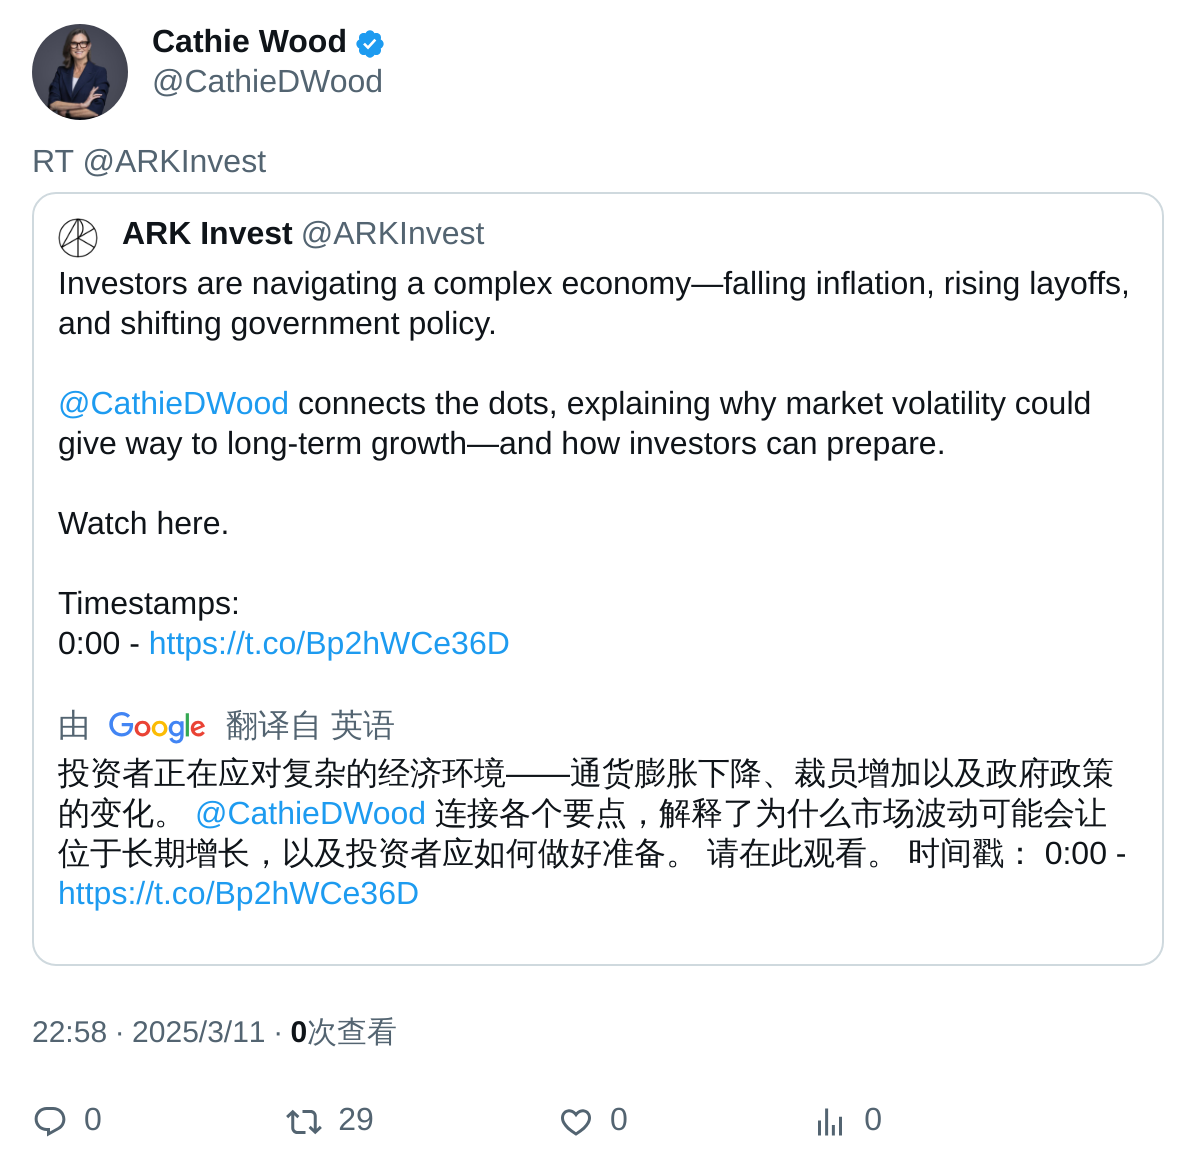 Cathie Wood
@CathieDWood
RT @ARKInvest
ARK Invest @ARKInvest
Investors are navigating a complex economy—falling inflation, rising layoffs,
and shifting government policy.
@CathieDWood connects the dots, explaining why market volatility could
give way to long-term growth—and how investors can prepare.
Watch here.
Timestamps:
0:00 - https://t.co/Bp2hWCe36D
由 Google 翻译自 英语
投资者正在应对复杂的经济环境——通货膨胀下降、裁员增加以及政府政策
的变化。 @CathieDWood 连接各个要点，解释了为什么市场波动可能会让
位于长期增长，以及投资者应如何做好准备。 请在此观看。 时间戳： 0:00 -
https://t.co/Bp2hWCe36D
22:58 · 2025/3/11 · 0次查看
0 29 0 0